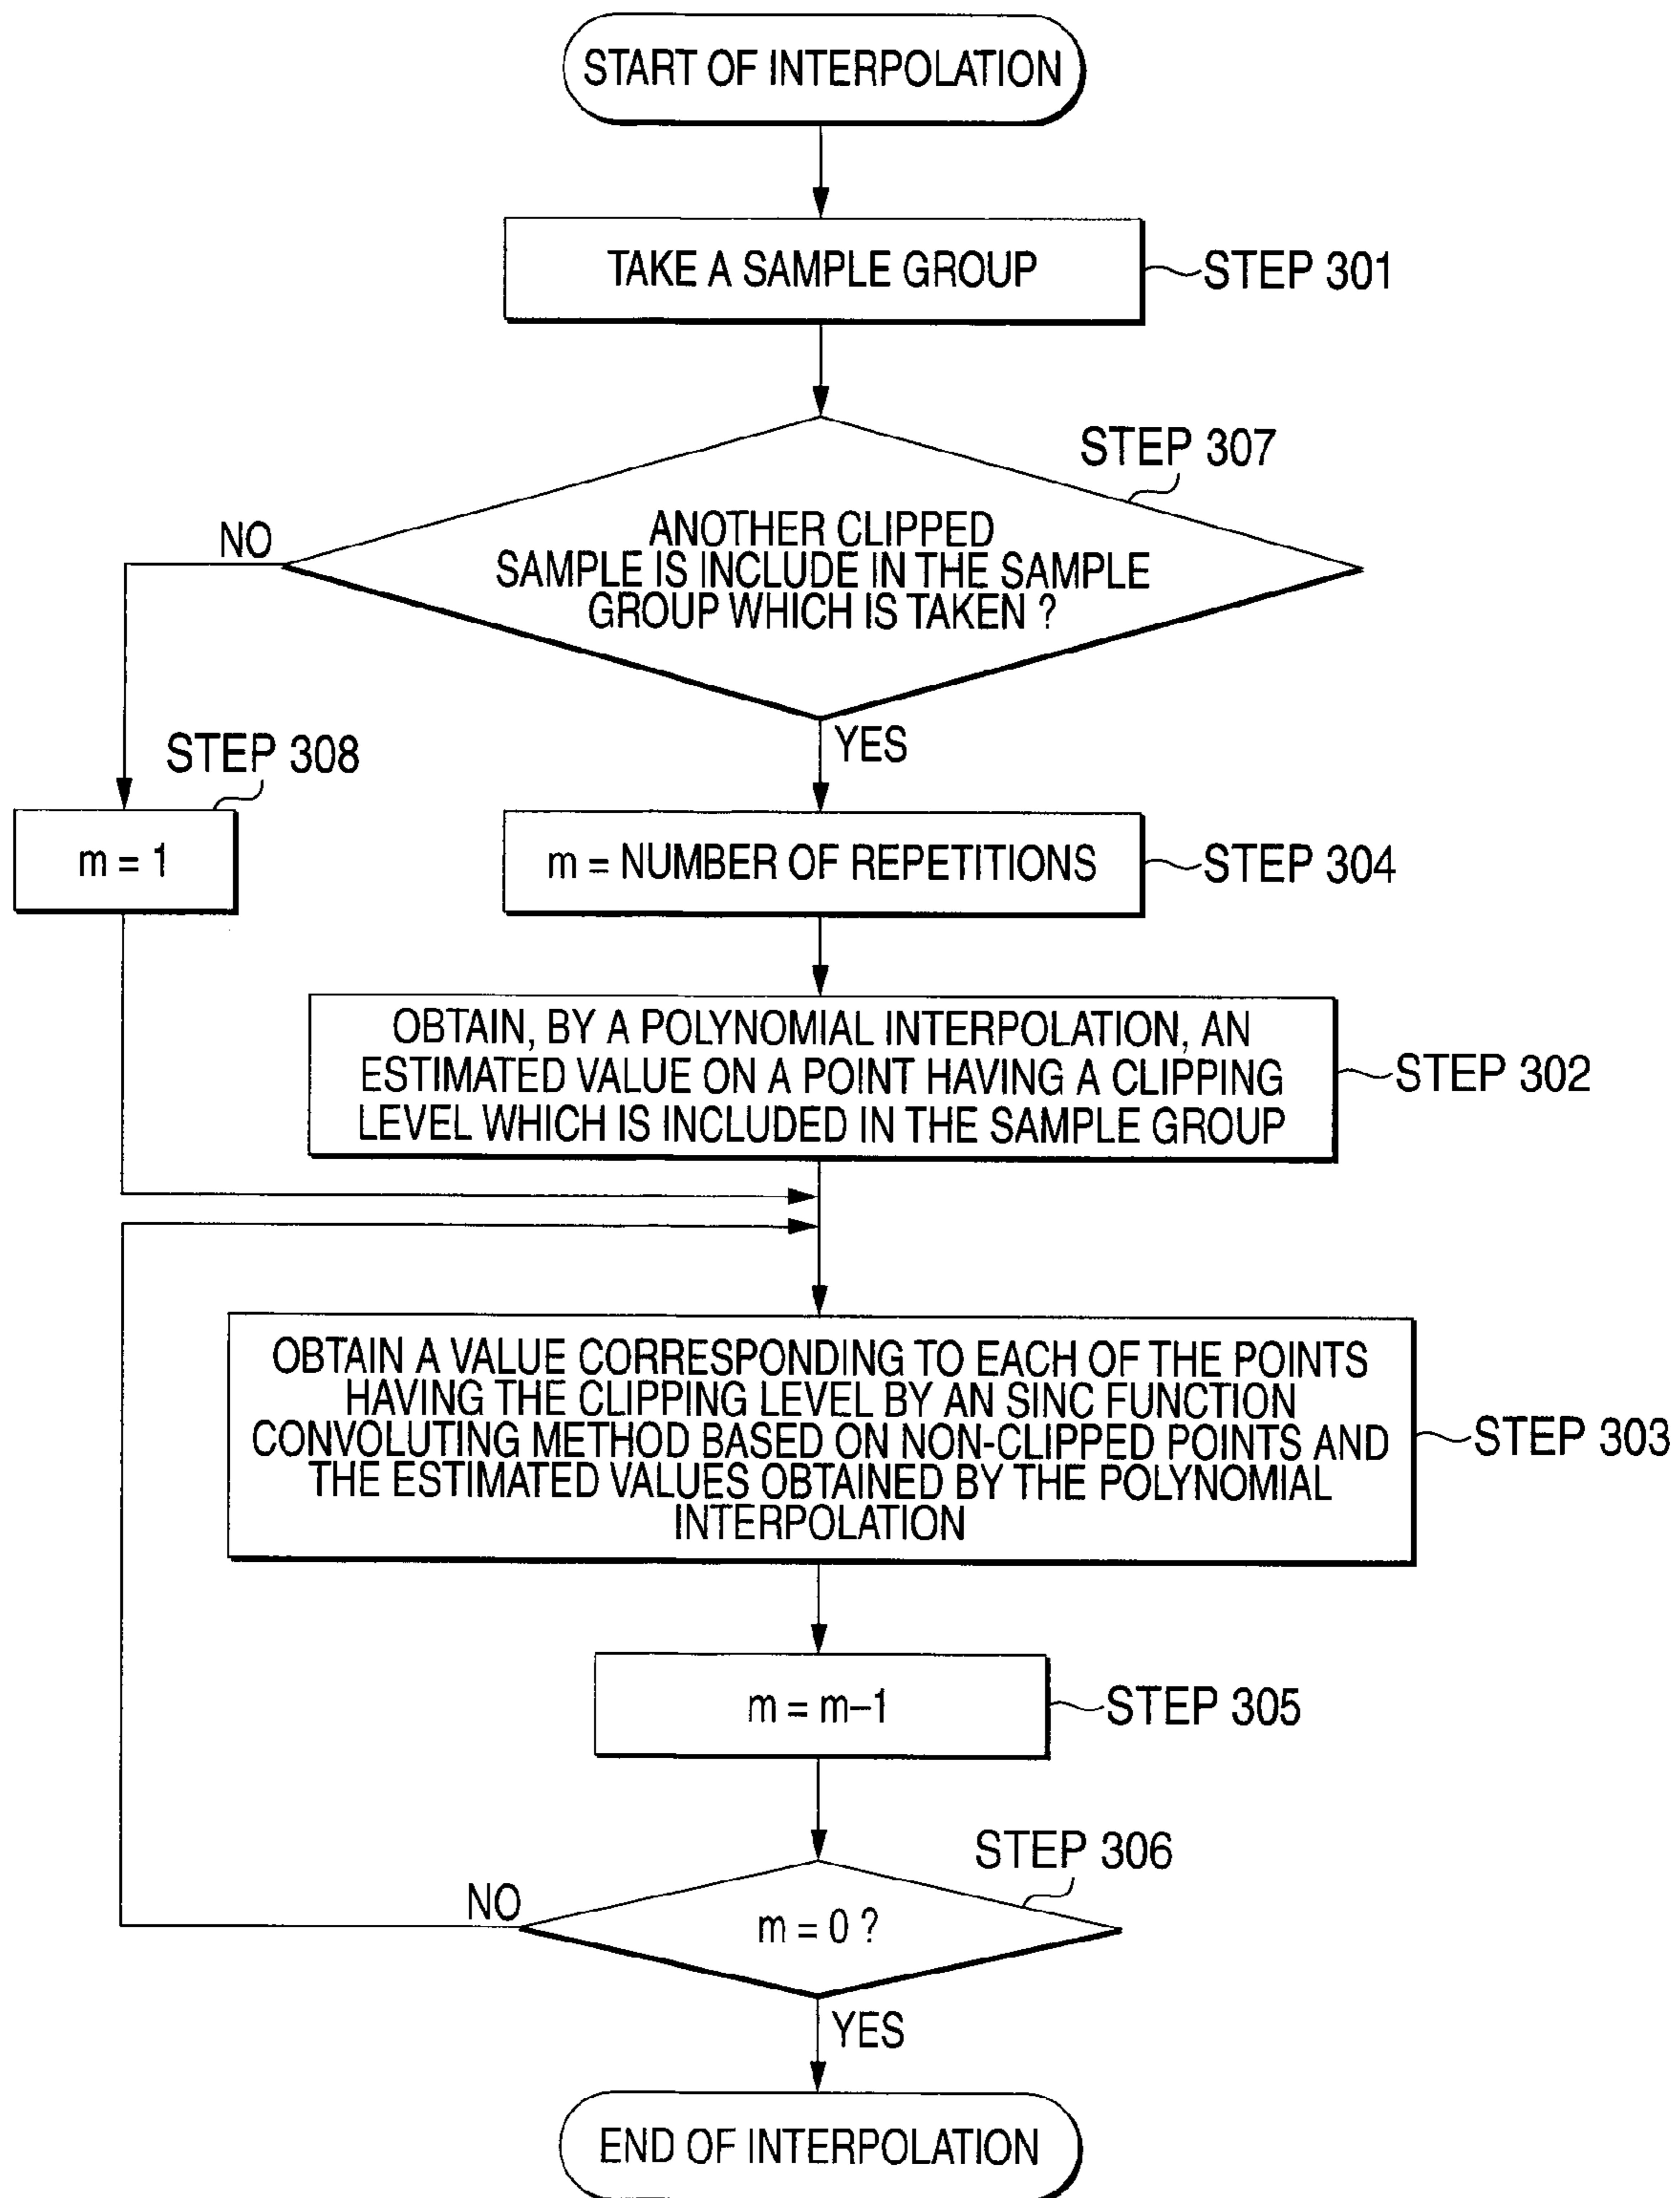 START OF INTERPOLATION
TAKE A SAMPLE GROUP
STEP 301
STEP 307
ANOTHER CLIPPED
SAMPLE IS INCLUDE IN THE SAMPLE
GROUP WHICH IS TAKEN ?
NO
YES
STEP 308
m = 1
m = NUMBER OF REPETITIONS
STEP 304
OBTAIN, BY A POLYNOMIAL INTERPOLATION, AN
ESTIMATED VALUE ON A POINT HAVING A CLIPPING
LEVEL WHICH IS INCLUDED IN THE SAMPLE GROUP
STEP 302
OBTAIN A VALUE CORRESPONDING TO EACH OF THE POINTS
HAVING THE CLIPPING LEVEL BY AN SINC FUNCTION
CONVOLUTING METHOD BASED ON NON-CLIPPED POINTS AND
THE ESTIMATED VALUES OBTAINED BY THE POLYNOMIAL
INTERPOLATION
STEP 303
m = m–1
STEP 305
STEP 306
NO
m = 0 ?
YES
END OF INTERPOLATION